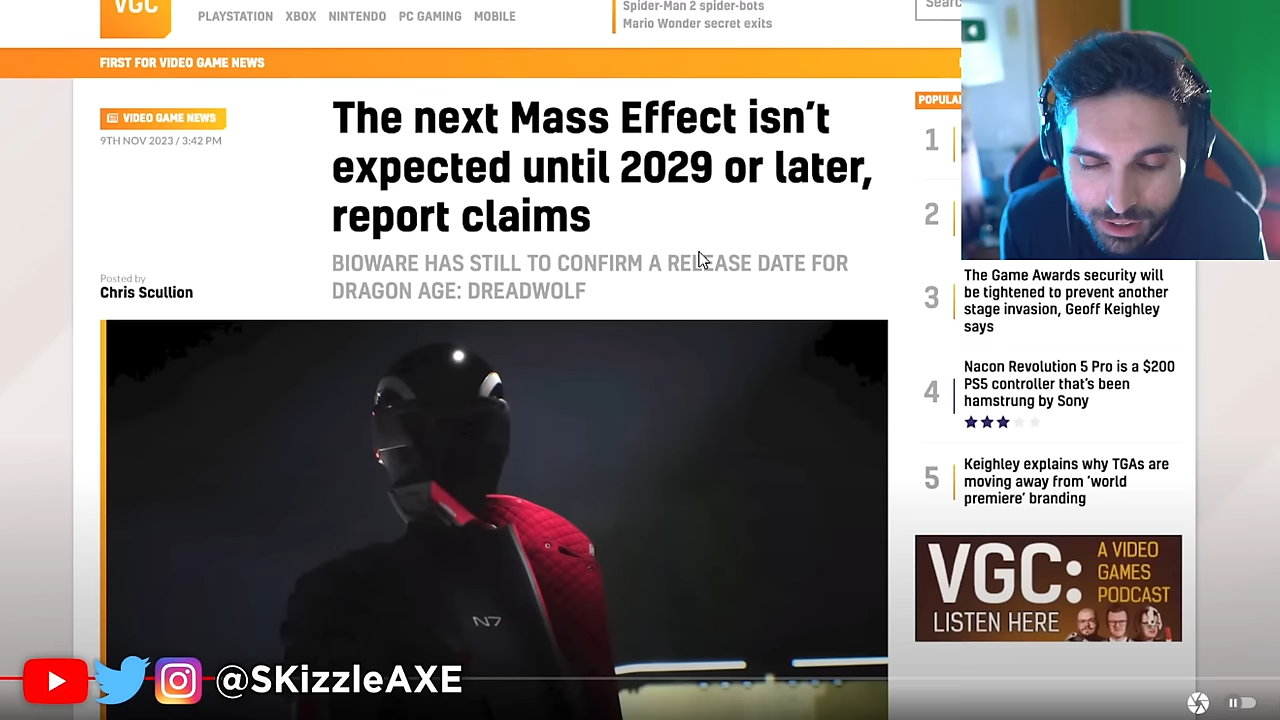 VGC
PLAYSTATION XBOX NINTENDO PC GAMING MOBILE
Spider-Man 2 spider-bots
Mario Wonder secret exits
Searc
FIRST FOR VIDEO GAME NEWS
VIDEO GAME NEWS
9TH NOV 2023 / 3:42 PM
The next Mass Effect isn't
expected until 2029 or later,
report claims
BIOWARE HAS STILL TO CONFIRM A RELEASE DATE FOR
DRAGON AGE: DREADWOLF
Posted by
Chris Scullion
N7
POPULA
1
2
3
The Game Awards security will
be tightened to prevent another
stage invasion, Geoff Keighley
says
4
Nacon Revolution 5 Pro is a $200
PS5 controller that's been
hamstrung by Sony
5
Keighley explains why TGAs are
moving away from 'world
premiere' branding
VGC:
A VIDEO
GAMES
PODCAST
LISTEN HERE
@SKizzleAXE